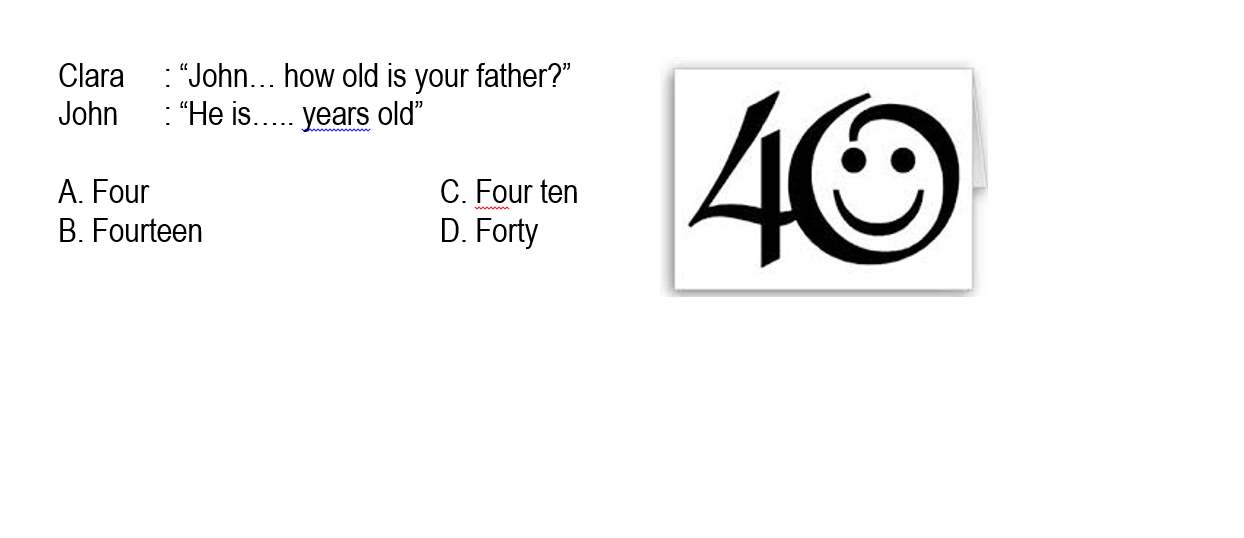 Clara : “John… how old is your father?”
John : “He is….. years old”
A. Four
B. Fourteen
C. Four ten
D. Forty
40